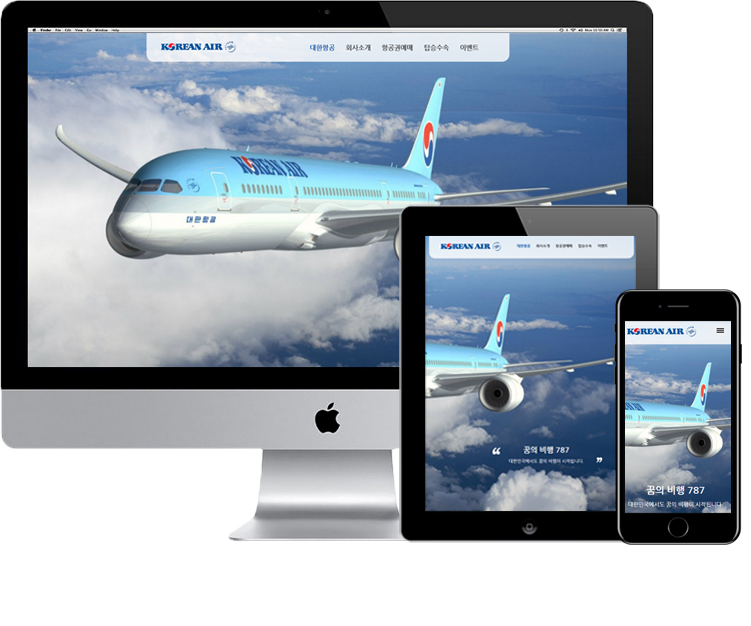 Finder File Edit View Go Window Help
KOREAN AIR
대한항공 회사소개 항공권예매 탑승수속 이벤트
KOREAN AIR
대한항공
KOREAN AIR
대한항공 회사소개 항공권예매 탑승수속 이벤트
“ 꿈의 비행 787
대한민국에서도 꿈의 비행이 시작됩니다. ”
KOREAN AIR
꿈의 비행 787
대한민국에서도 꿈의 비행이 시작됩니다.